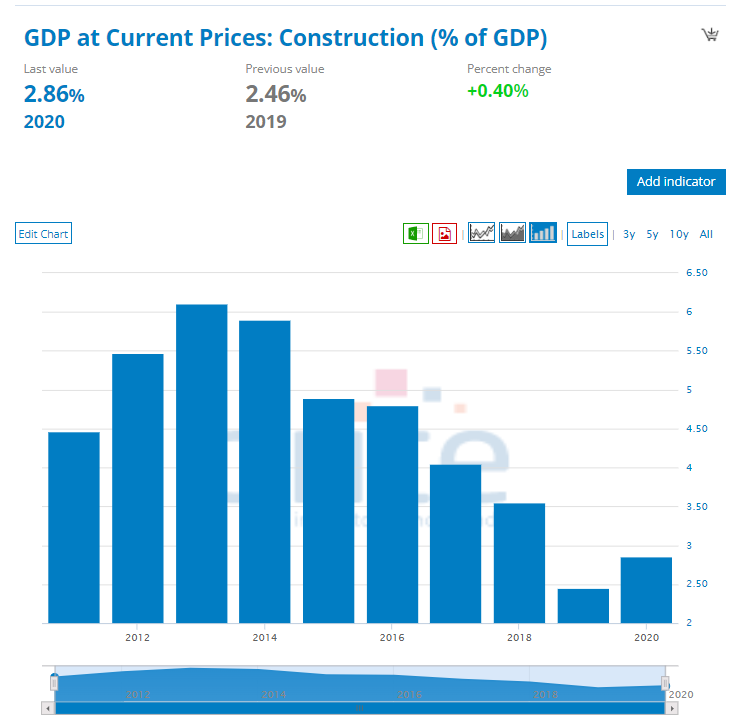 GDP at Current Prices: Construction (% of GDP)
Last value Previous value Percent change
2.86% 2.46% +0.40%
2020 2019
Add indicator
Edit Chart Labels 3y 5y 10y All
6.50
6
5.50
5
4.50
4
3.50
3
2.50
2
2012 2014 2016 2018 2020
2012 2014 2016 2018 2020